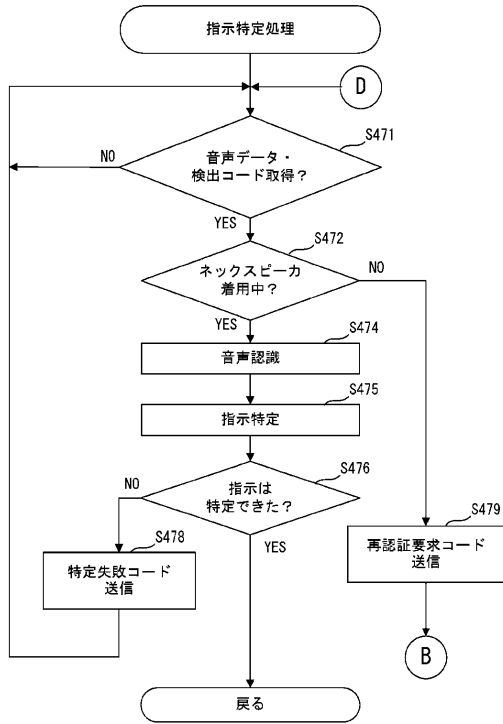 指示特定処理
D
S471
NO
音声データ・
検出コード取得？
YES
S472
ネックスピーカ
着用中？
NO
YES
S474
音声認識
S475
指示特定
S476
指示は
特定できた？
NO
YES
S478
特定失敗コード
送信
S479
再認証要求コード
送信
B
戻る